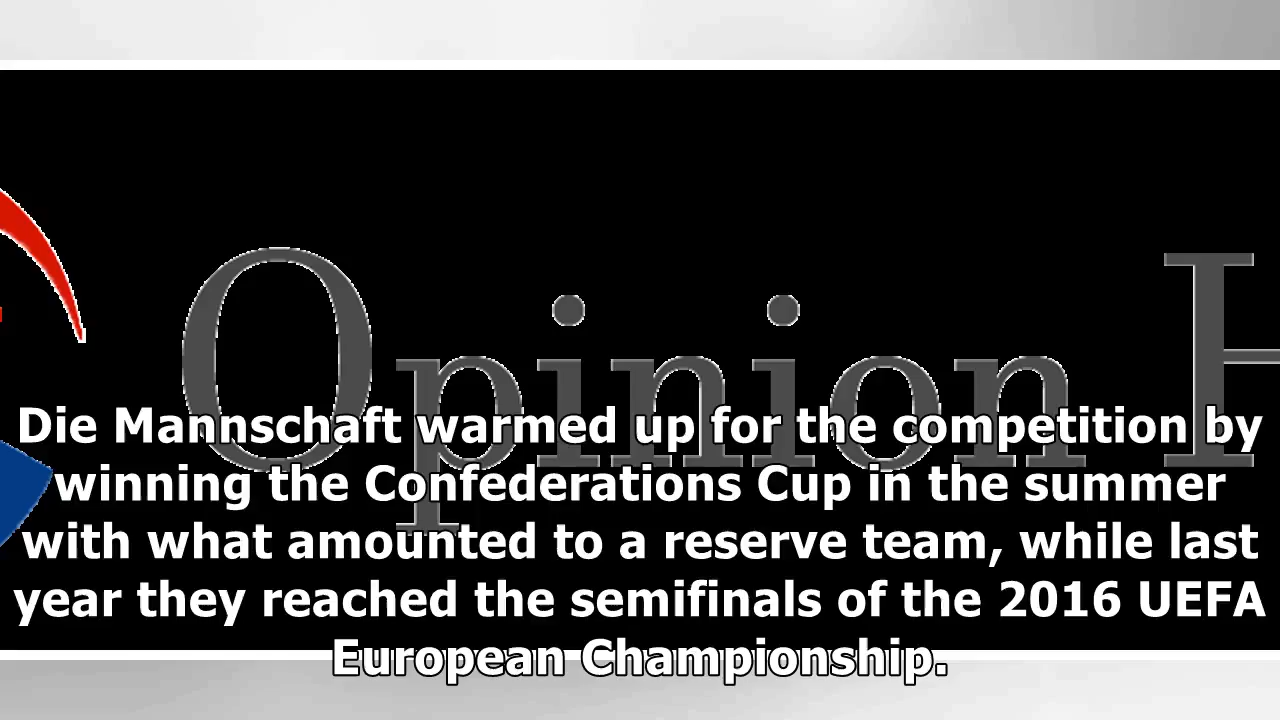 Opinion H
Die Mannschaft warmed up for the competition by
winning the Confederations Cup in the summer
with what amounted to a reserve team, while last
year they reached the semifinals of the 2016 UEFA
European Championship.